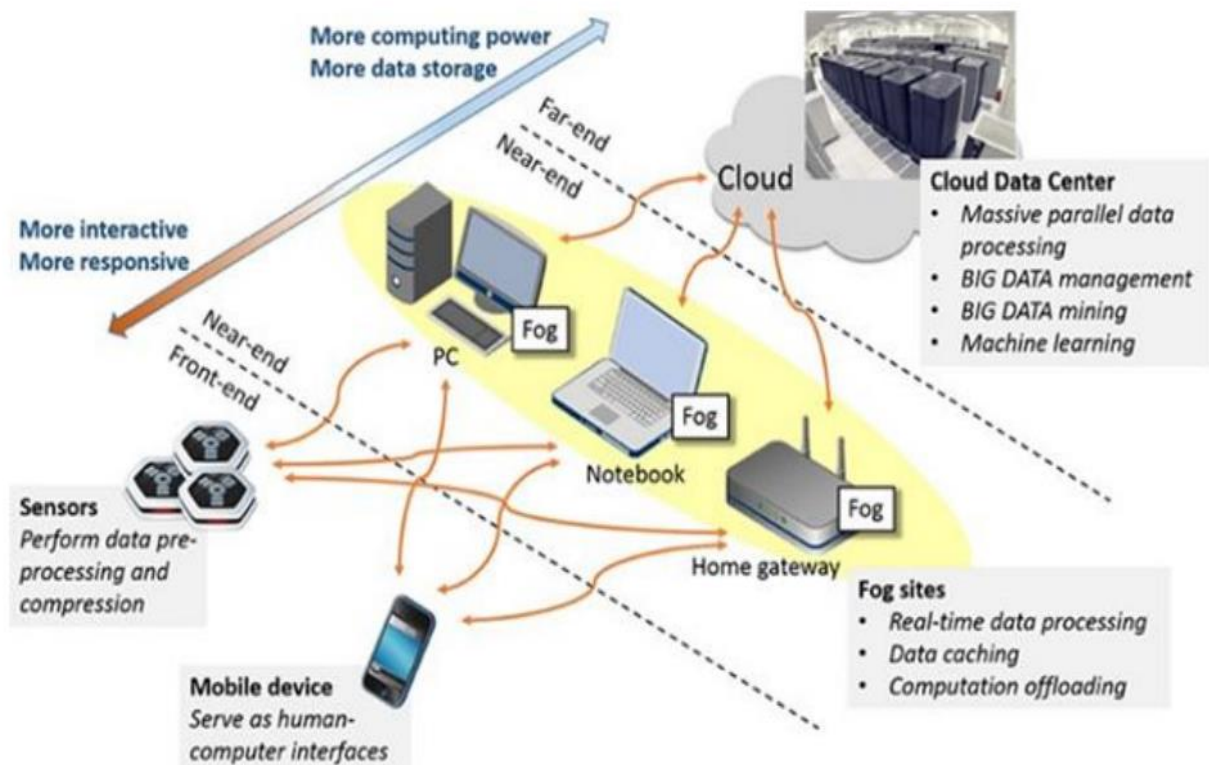 More computing power
More data storage
Far-end
Near-end
Cloud
Cloud Data Center
• Massive parallel data
processing
• BIG DATA management
• BIG DATA mining
• Machine learning
More interactive
More responsive
Near-end
Front-end
Fog
PC
Fog
Notebook
Fog
Home gateway
Sensors
Perform data pre-
processing and
compression
Fog sites
• Real-time data processing
• Data caching
• Computation offloading
Mobile device
Serve as human-
computer interfaces